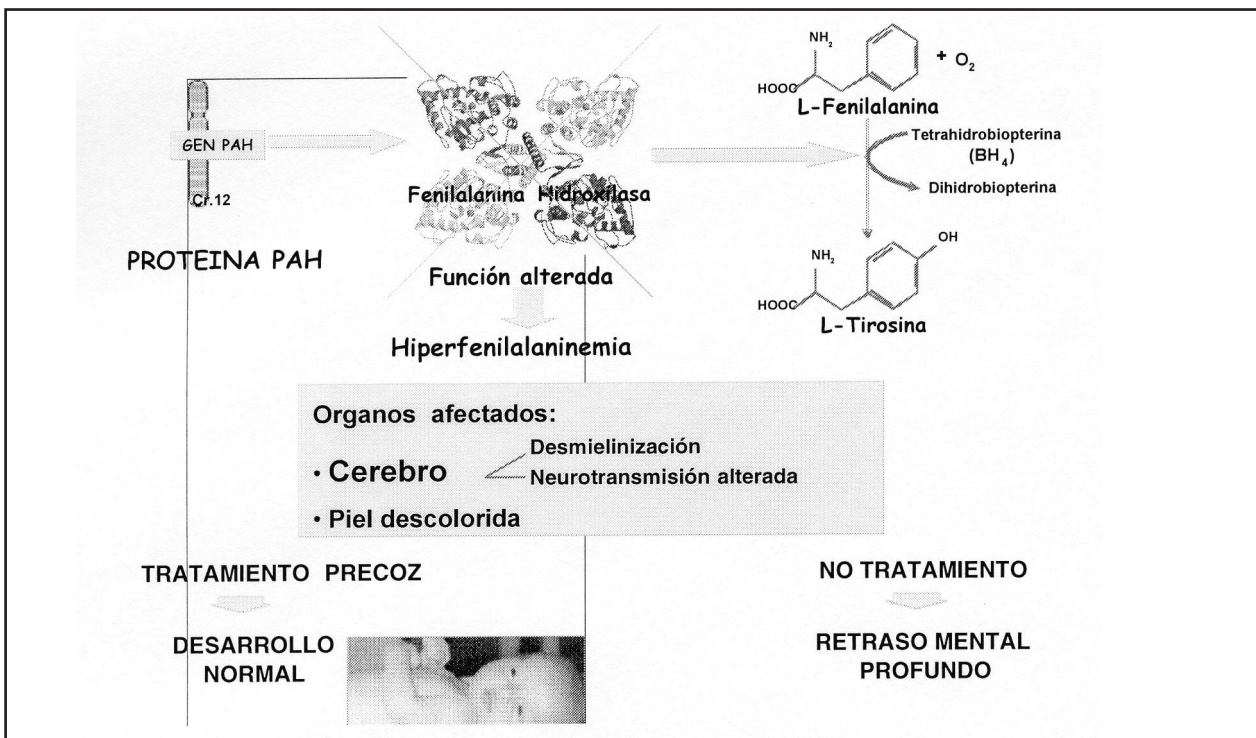 GEN PAH
Cr.12
PROTEINA PAH
Fenilalanina Hidroxilasa
Función alterada
Hiperfenilalaninemia
NH2
HOOC
+ O2
L-Fenilalanina
Tetrahidrobiopterina
(BH4)
Dihidrobiopterina
OH
NH2
HOOC
L-Tirosina
Organos afectados:
• Cerebro
Desmielinización
Neurotransmisión alterada
• Piel descolorida
TRATAMIENTO PRECOZ
DESARROLLO
NORMAL
NO TRATAMIENTO
RETRASO MENTAL
PROFUNDO